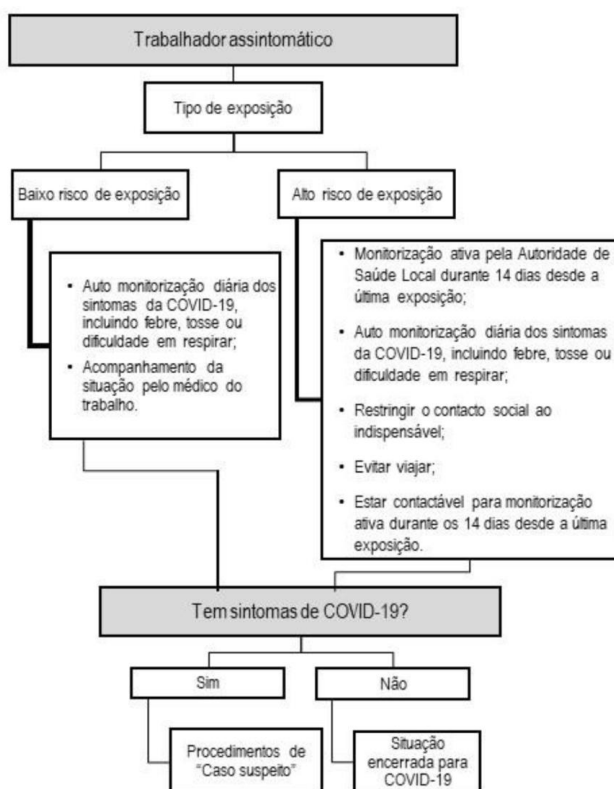 Trabalhador assintomático
Tipo de exposição
Baixo risco de exposição
Alto risco de exposição
• Auto monitorização diária dos
sintomas da COVID-19,
incluindo febre, tosse ou
dificuldade em respirar;
• Acompanhamento da
situação pelo médico do
trabalho.
• Monitorização ativa pela Autoridade de
Saúde Local durante 14 dias desde a
última exposição;
• Auto monitorização diária dos sintomas
da COVID-19, incluindo febre, tosse ou
dificuldade em respirar;
• Restringir o contacto social ao
indispensável;
• Evitar viajar;
• Estar contactável para monitorização
ativa durante os 14 dias desde a última
exposição.
Tem sintomas de COVID-19?
Sim
Não
Procedimentos de
“Caso suspeito”
Situação
encerrada para
COVID-19